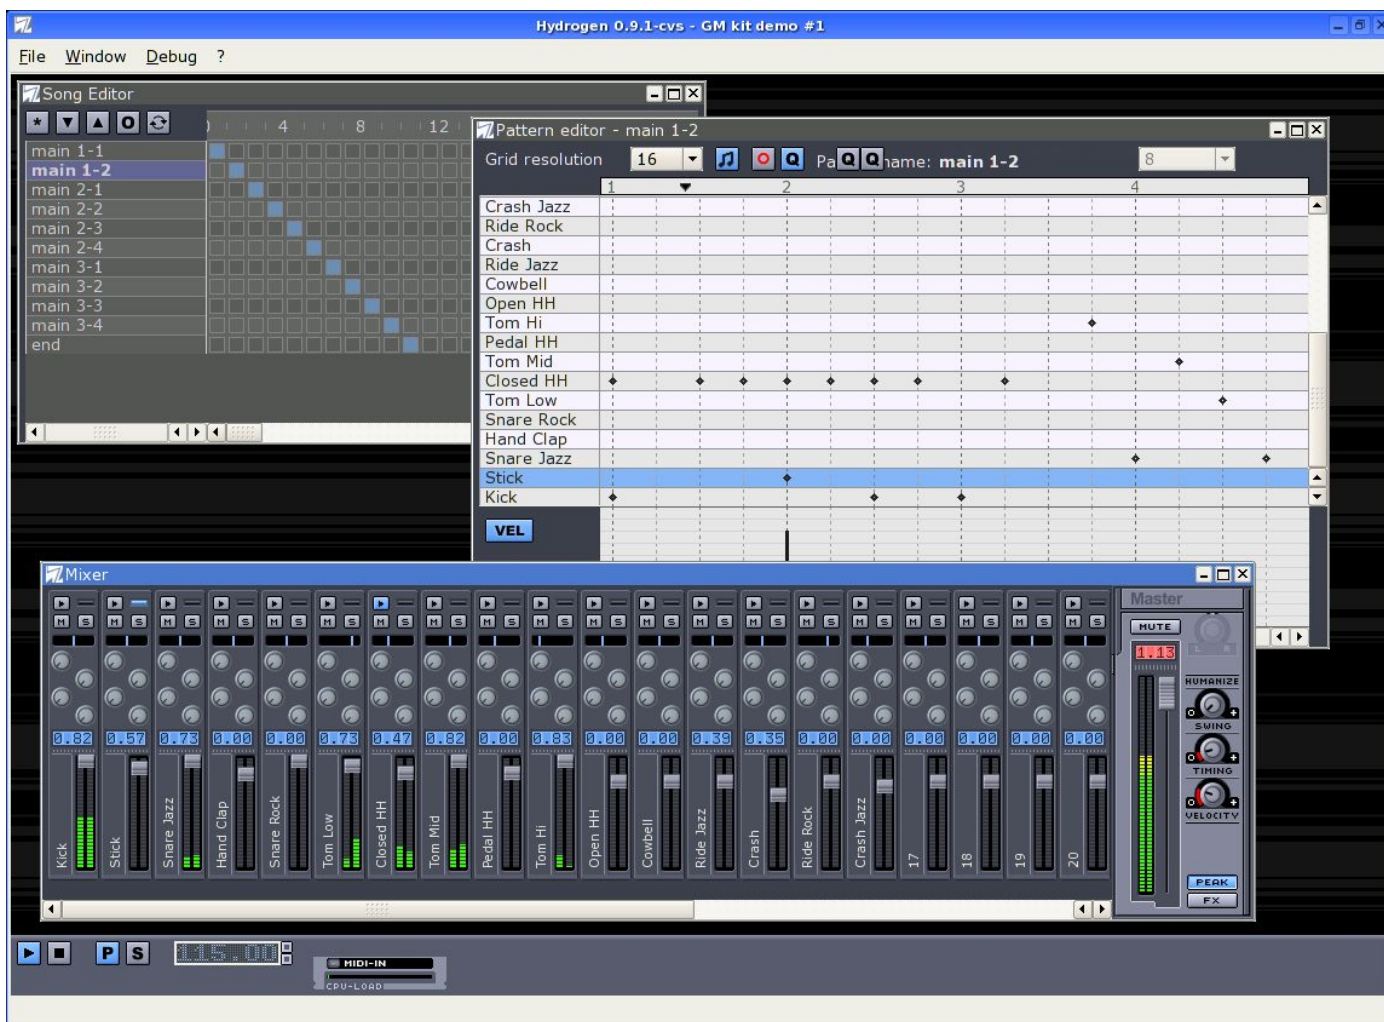 Hydrogen 0.9.1-cvs - GM kit demo #1
File Window Debug ?
Song Editor
* O 4 8 12
main 1-1
main 1-2
main 2-1
main 2-2
main 2-3
main 2-4
main 3-1
main 3-2
main 3-3
main 3-4
end
Pattern editor - main 1-2
Grid resolution 16 Q Pa Q Q name: main 1-2 8
1 2 3 4
Crash Jazz
Ride Rock
Crash
Ride Jazz
Cowbell
Open HH
Tom Hi
Pedal HH
Tom Mid
Closed HH
Tom Low
Snare Rock
Hand Clap
Snare Jazz
Stick
Kick
VEL
Mixer
M S M S M S M S M S M S M S M S M S M S M S M S M S M S M S M S M S M S M S M S
0.82 0.57 0.73 0.00 0.00 0.73 0.47 0.82 0.00 0.83 0.00 0.00 0.39 0.35 0.00 0.00 0.00 0.00 0.00 0.00
Kick Stick Snare Jazz Hand Clap Snare Rock Tom Low Closed HH Tom Mid Pedal HH Tom Hi Open HH Cowbell Ride Jazz Crash Ride Rock Crash Jazz 17 18 19 20
Master
MUTE
L R
1.13
HUMANIZE
SWING
TIMING
VELOCITY
PEAK
FX
P S 115.00
MIDI-IN
CPU-LOAD